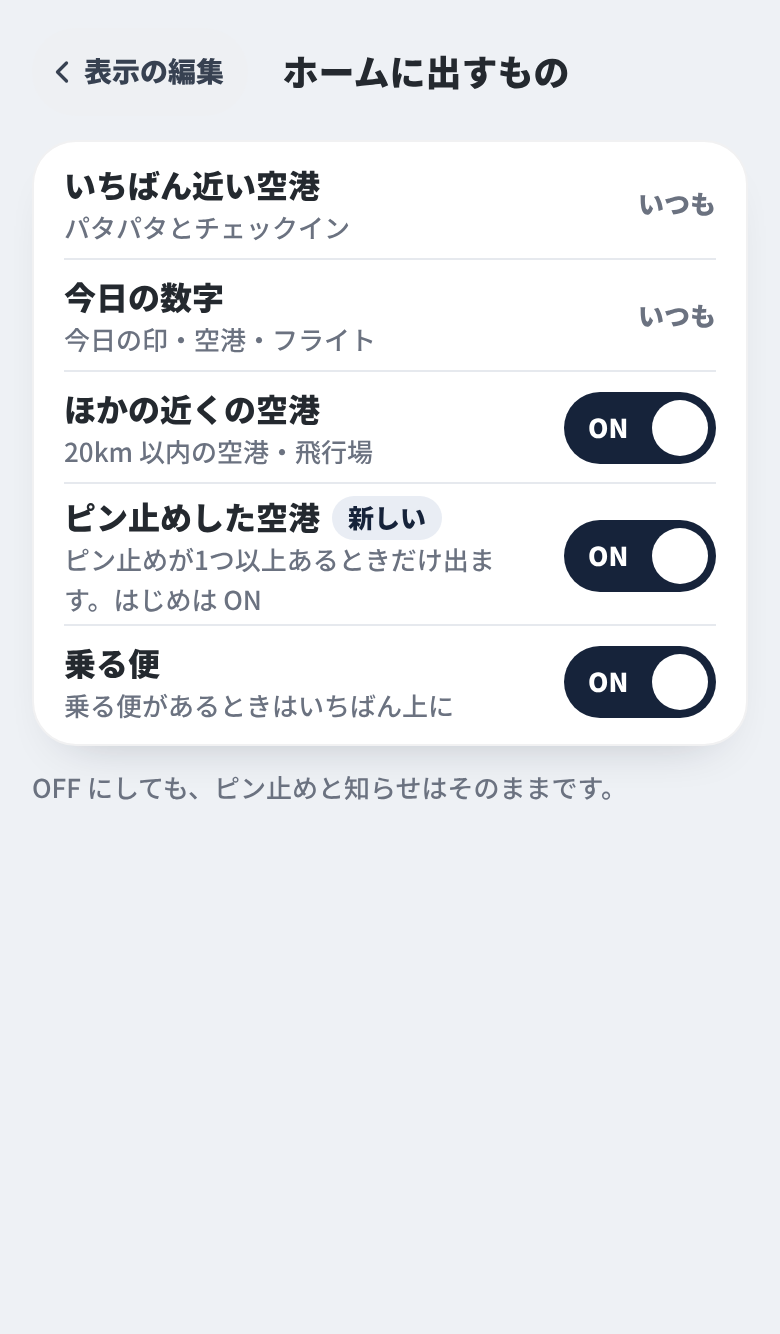 表示の編集
ホームに出すもの
いちばん近い空港
パタパタとチェックイン
いつも
今日の数字
今日の印・空港・フライト
いつも
ほかの近くの空港
20km 以内の空港・飛行場
ON
ピン止めした空港 新しい
ピン止めが1つ以上あるときだけ出ま
す。はじめは ON
ON
乗る便
乗る便があるときはいちばん上に
ON
OFF にしても、ピン止めと知らせはそのままです。